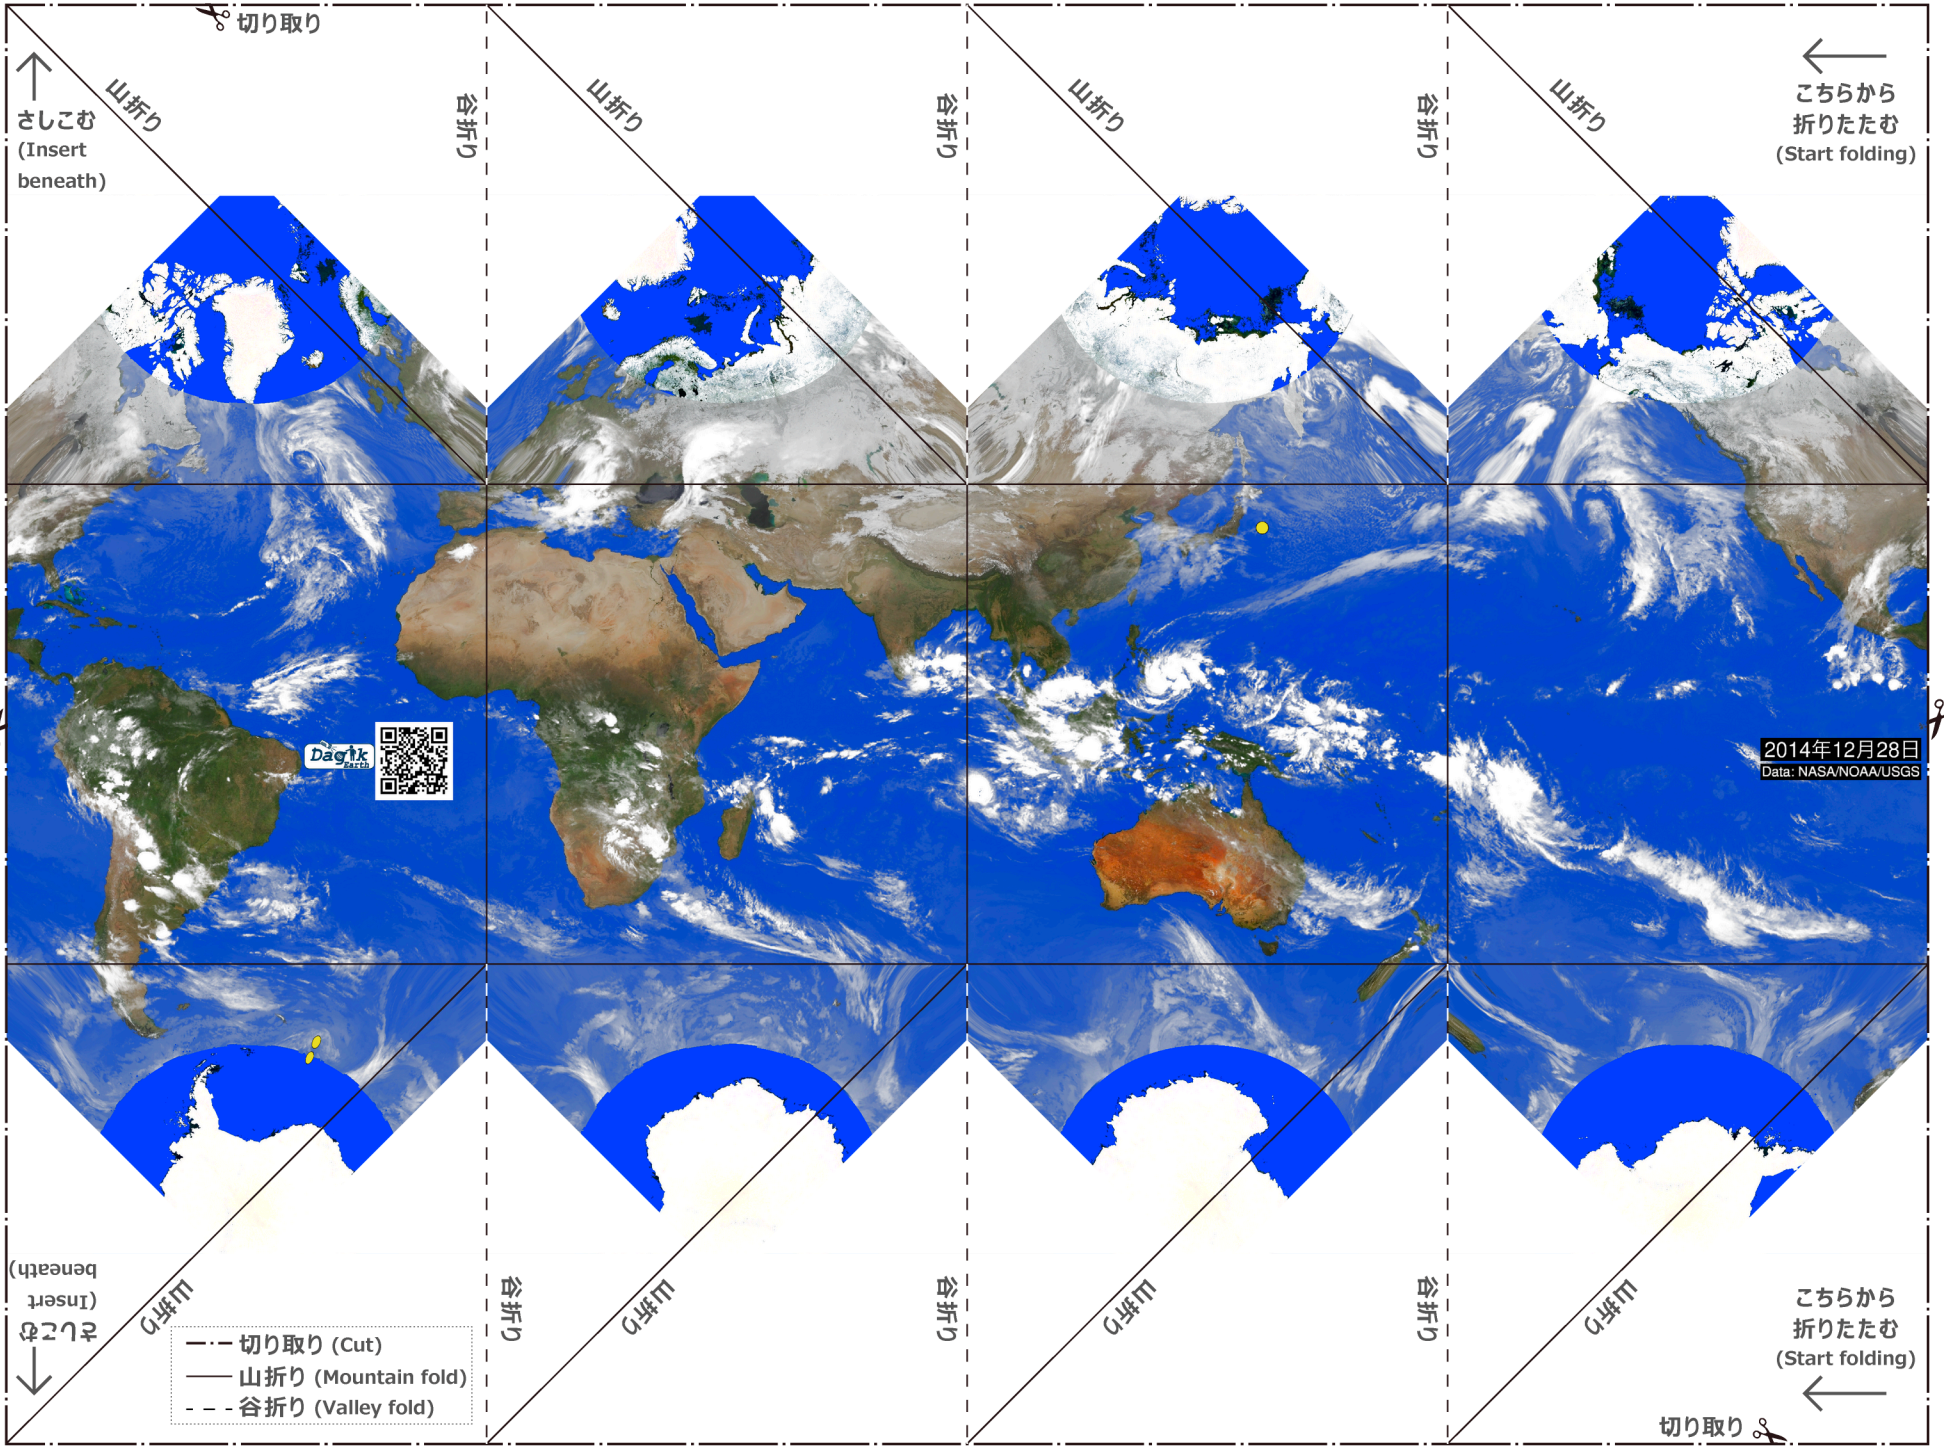 切り取り
山折り
谷折り
山折り
谷折り
山折り
谷折り
山折り
さしこむ
(Insert
beneath)
こちらから
折りたたむ
(Start folding)
Dagik
Earth
2014年12月28日
Data: NASA/NOAA/USGS
さしこむ
(Insert
beneath)
山折り
谷折り
山折り
谷折り
山折り
谷折り
山折り
切り取り (Cut)
山折り (Mountain fold)
谷折り (Valley fold)
こちらから
折りたたむ
(Start folding)
切り取り